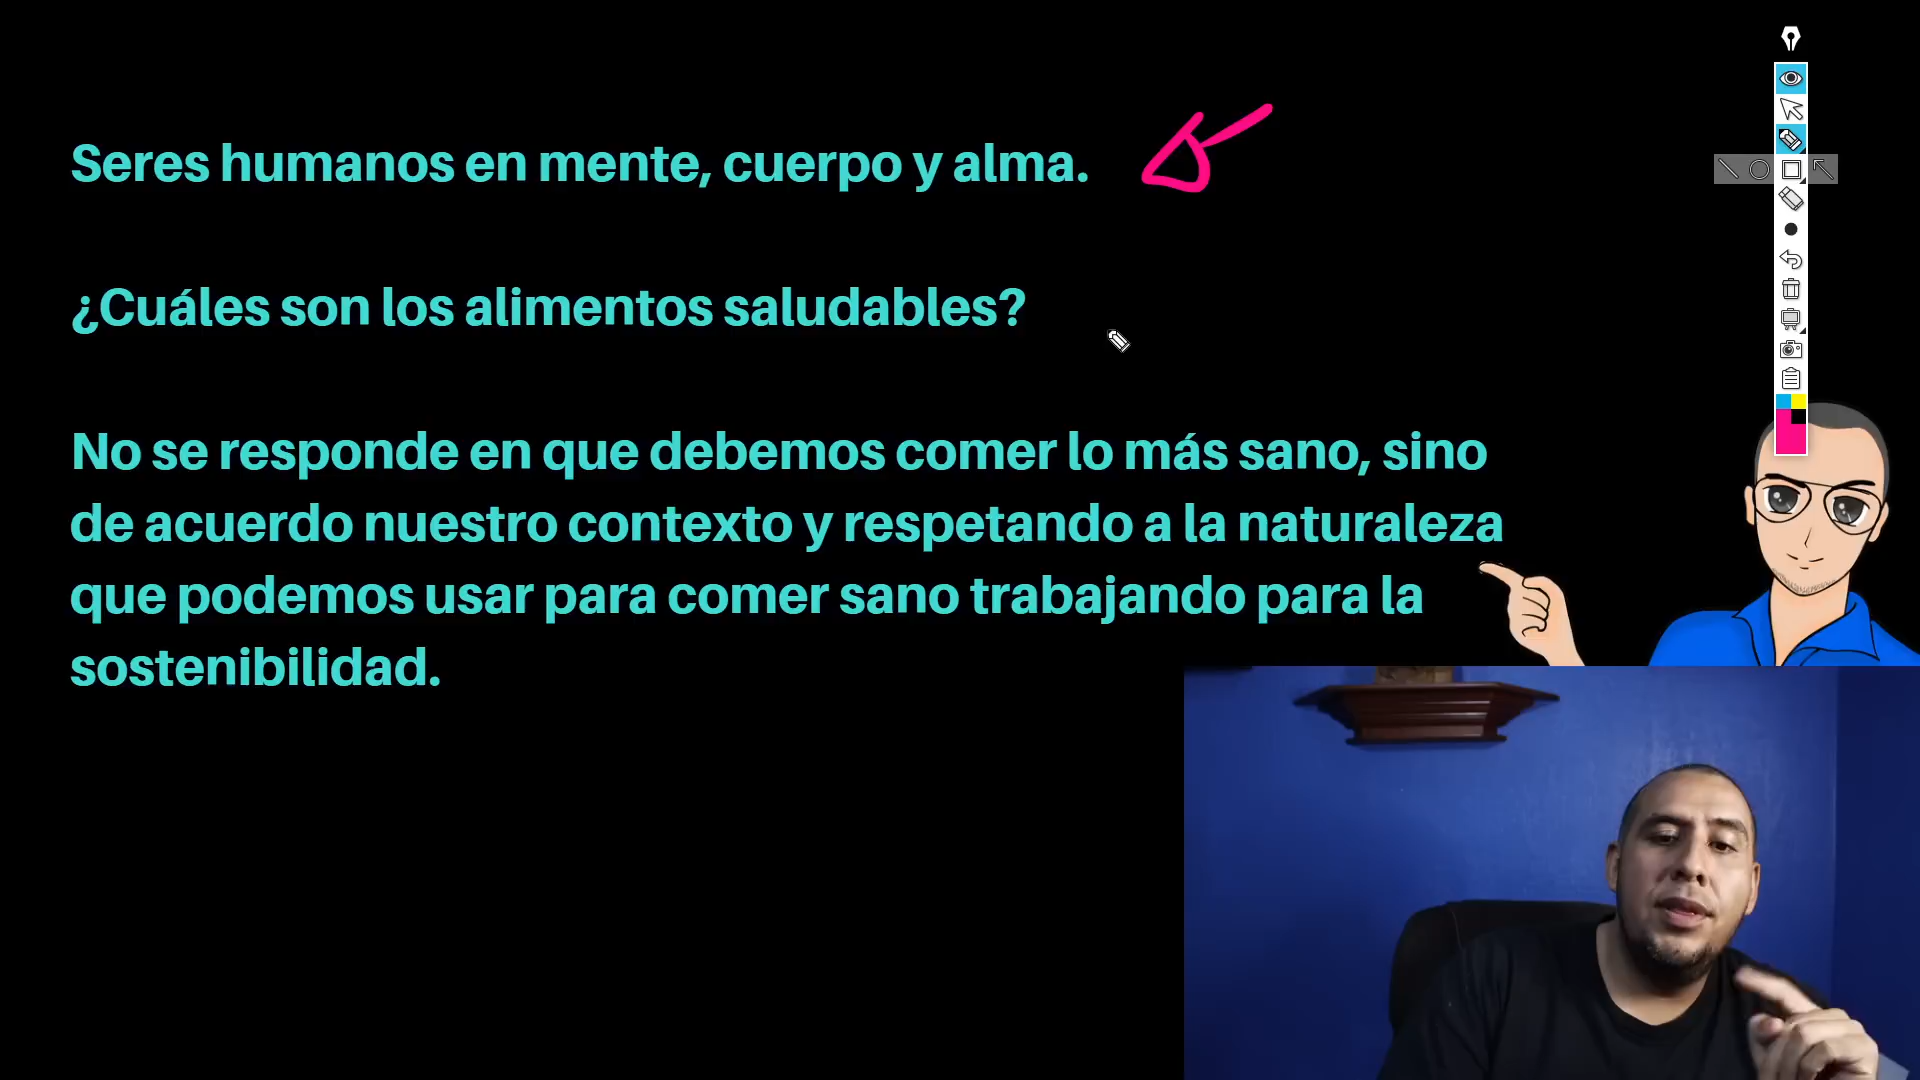 Seres humanos en mente, cuerpo y alma.
¿Cuáles son los alimentos saludables?
No se responde en que debemos comer lo más sano, sino
de acuerdo nuestro contexto y respetando a la naturaleza
que podemos usar para comer sano trabajando para la
sostenibilidad.